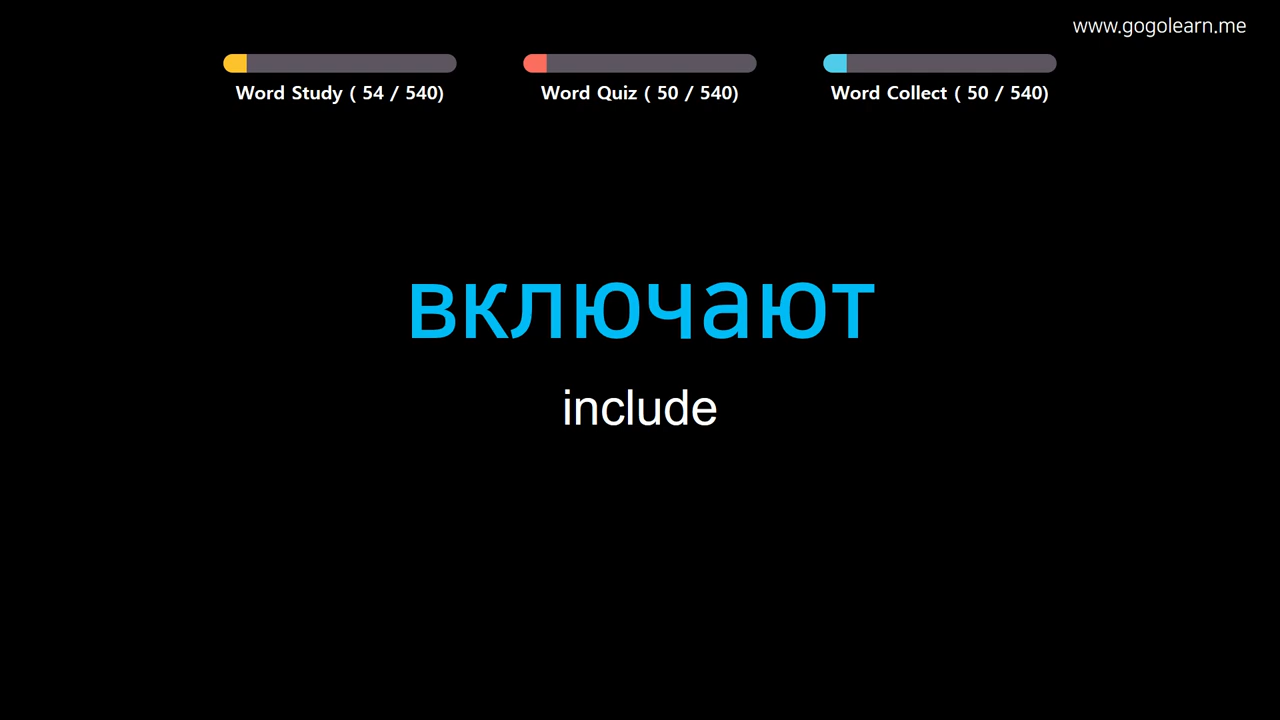 www.gogolearn.me
Word Study ( 54 / 540)
Word Quiz ( 50 / 540)
Word Collect ( 50 / 540)
включают
include